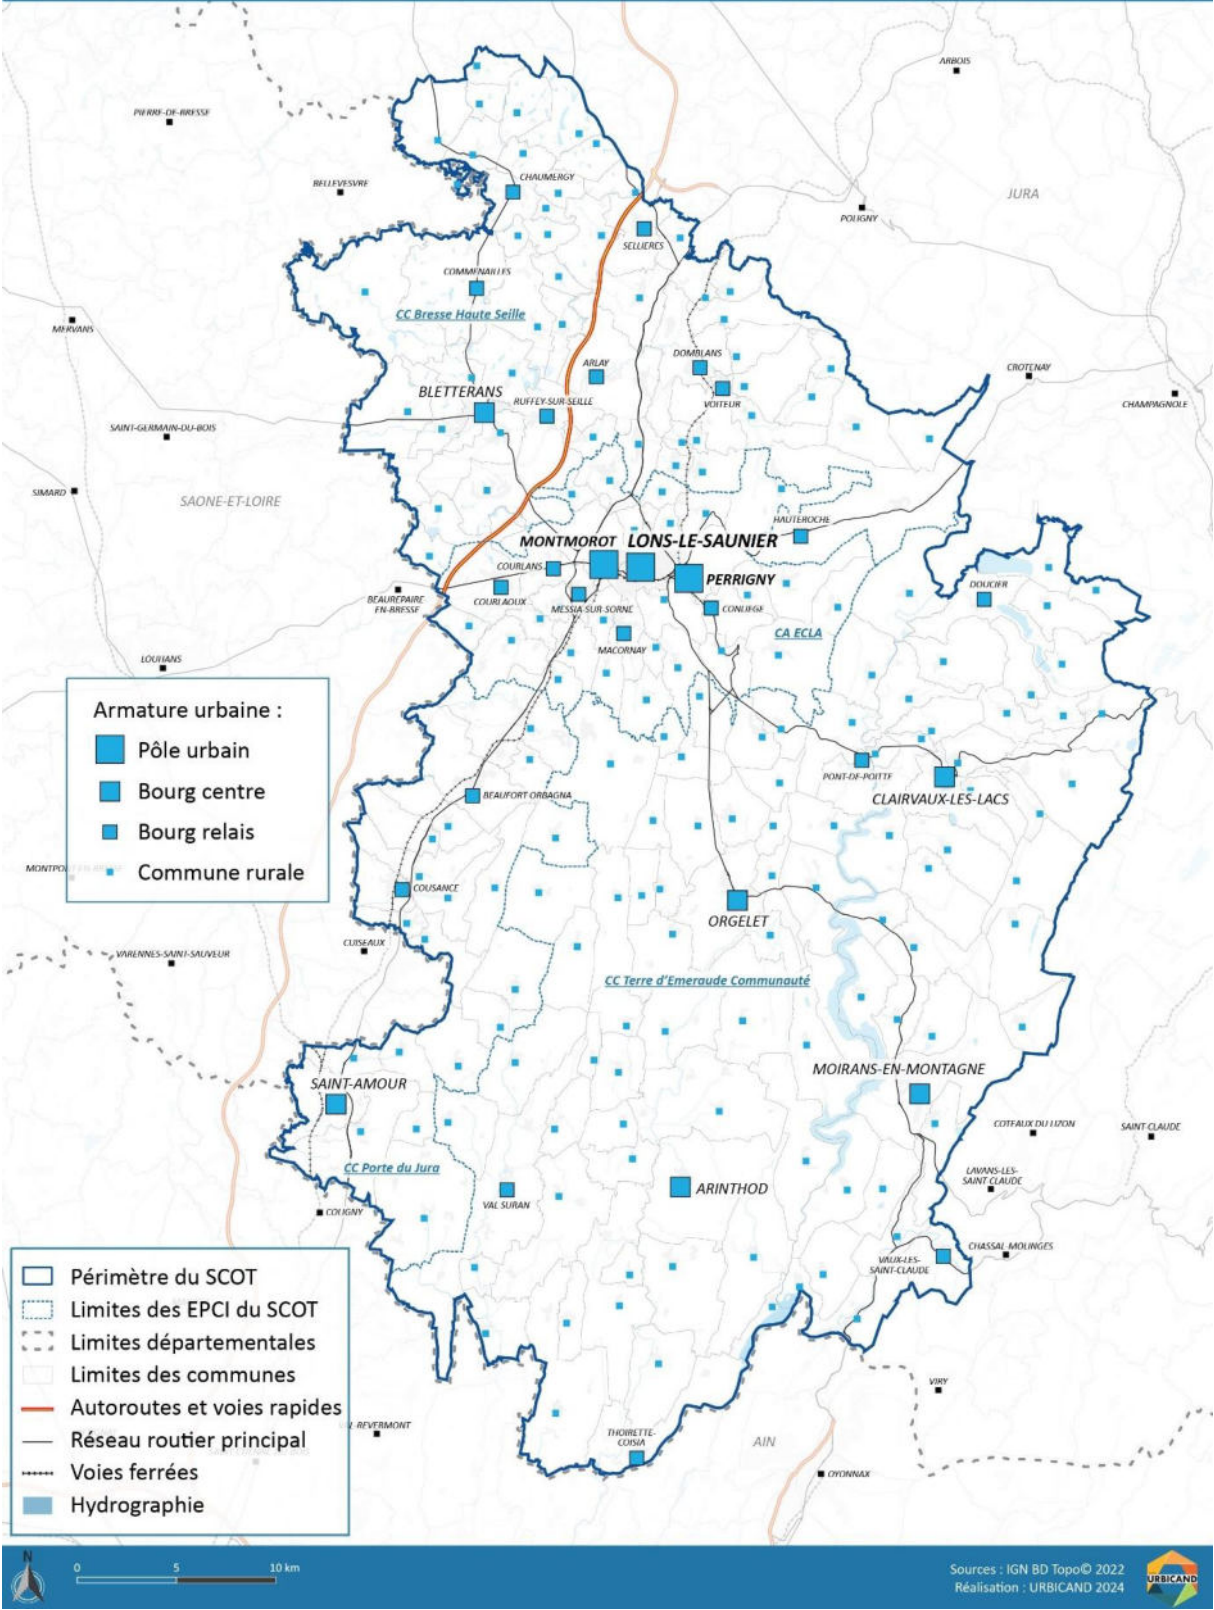 ARBOIS
PIERRE-DE-BRESSE
BELLEVESVRE
CHAUMERGY
JURA
POLIGNY
SELLIERES
COMMENAILLES
CC Bresse Haute Seille
MERVANS
ARLAY
DOMBLANS
CROTENAY
BLETTERANS
RUFFEY-SUR-SEILLE
VOITEUR
CHAMPAGNOLE
SAINT-GERMAIN-DU-BOIS
SIMARD
SAONE-ET-LOIRE
HAUTEROCHE
MONTMOROT
LONS-LE-SAUNIER
COURLANS
PERRIGNY
DOUCIER
BEAUREPAIRE
EN-BRESSE
COURLAOUX
MESSIA-SUR-SORNE
CONLIEGE
CA ECLA
MACORNAY
LOUHANS
Armature urbaine :
Pôle urbain
Bourg centre
Bourg relais
Commune rurale
PONT-DE-POITTE
CLAIRVAUX-LES-LACS
BEAUFORT ORBAGNA
COUSANCE
ORGELET
CUISEAUX
VARENNES-SAINT-SAUVEUR
CC Terre d'Emeraude Communauté
MOIRANS-EN-MONTAGNE
SAINT-AMOUR
COTEAUX DU LIZON
SAINT-CLAUDE
CC Porte du Jura
LAVANS-LES-
SAINT CLAUDE
VAL SURAN
ARINTHOD
COLIGNY
CHASSAL-MOLINGES
VAUX-LES-
SAINT-CLAUDE
Périmètre du SCOT
Limites des EPCI du SCOT
Limites départementales
Limites des communes
Autoroutes et voies rapides
Réseau routier principal
Voies ferrées
Hydrographie
VIRY
THOIRETTE-
COISIA
AIN
OYONNAX
N
0 5 10 km
Sources : IGN BD Topo© 2022
Réalisation : URBICAND 2024
URBICAND